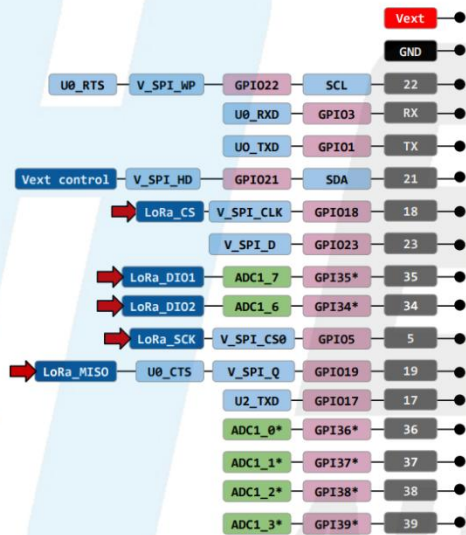 Vext
GND
U0_RTS V_SPI_WP GPIO22 SCL 22
U0_RXD GPIO3 RX
UO_TXD GPIO1 TX
Vext control V_SPI_HD GPIO21 SDA 21
LoRa_CS V_SPI_CLK GPIO18 18
V_SPI_D GPIO23 23
LoRa_DIO1 ADC1_7 GPI35* 35
LoRa_DIO2 ADC1_6 GPI34* 34
LoRa_SCK V_SPI_CS0 GPIO5 5
LoRa_MISO U0_CTS V_SPI_Q GPIO19 19
U2_TXD GPIO17 17
ADC1_0* GPI36* 36
ADC1_1* GPI37* 37
ADC1_2* GPI38* 38
ADC1_3* GPI39* 39